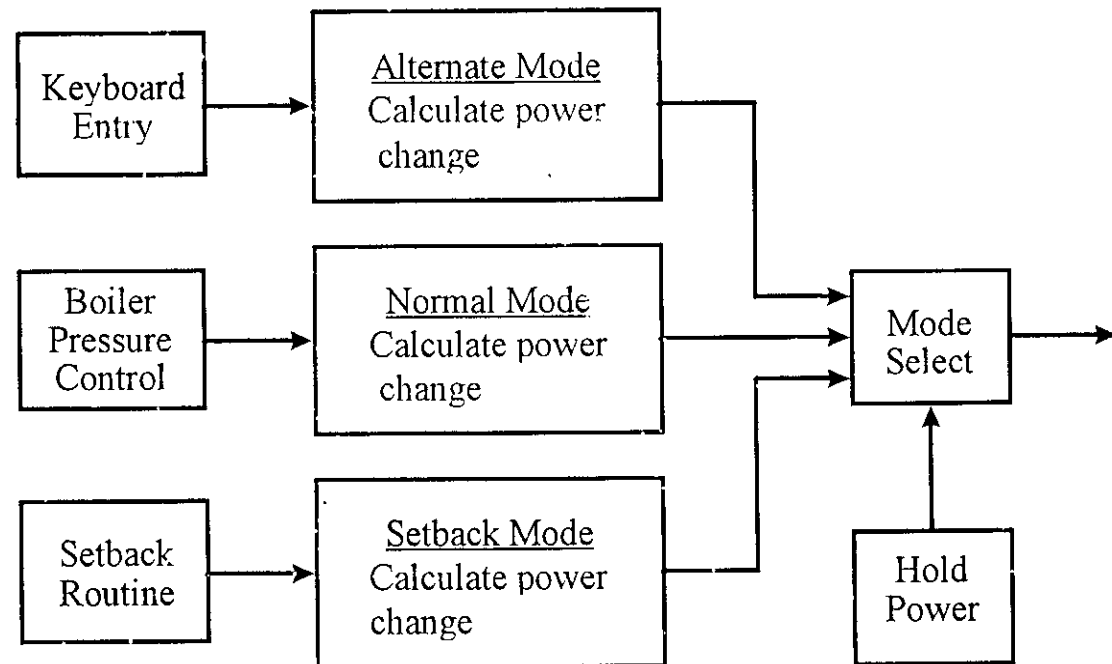 Keyboard
Entry
Alternate Mode
Calculate power
change
Boiler
Pressure
Control
Normal Mode
Calculate power
change
Mode
Select
Setback
Routine
Setback Mode
Calculate power
change
Hold
Power